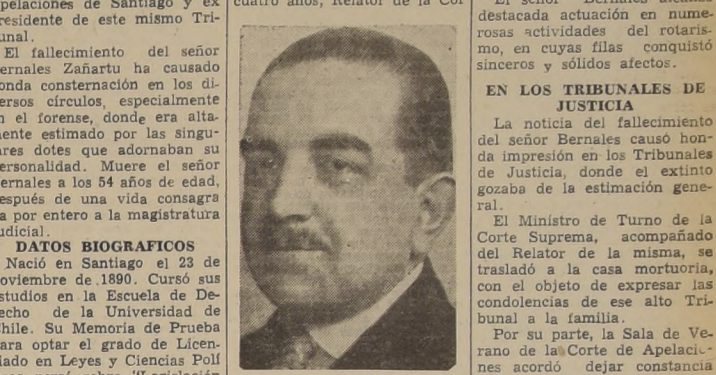 pelaciones de Santiago y ex
residente de este mismo Tri-
unal.
El fallecimiento del señor
ernales Zañartu ha causado
onda consternación en los di-
ersos círculos, especialmente
n el forense, donde era alta-
ente estimado por las singu-
ares dotes que adornaban su
ersonalidad. Muere el señor
ernales a los 54 años de edad,
espués de una vida consagra
a por entero a la magistratura
udicial.
DATOS BIOGRAFICOS
Nació en Santiago el 23 de
oviembre de 1890. Cursó sus
studios en la Escuela de De-
echo de la Universidad de
hile. Su Memoria de Prueba
ara optar el grado de Licen-
iado en Leyes y Ciencias Polí
cuatro años, Relator de la Cor
destacada actuación en nume-
rosas actividades del rotaris-
mo, en cuyas filas conquistó
sinceros y sólidos afectos.
EN LOS TRIBUNALES DE
JUSTICIA
La noticia del fallecimiento
del señor Bernales causó hon-
da impresión en los Tribunales
de Justicia, donde el extinto
gozaba de la estimación gene-
ral.
El Ministro de Turno de la
Corte Suprema, acompañado
del Relator de la misma, se
trasladó a la casa mortuoria,
con el objeto de expresar las
condolencias de ese alto Tri-
bunal a la familia.
Por su parte, la Sala de Ve-
rano de la Corte de Apelacio-
nes acordó dejar constancia